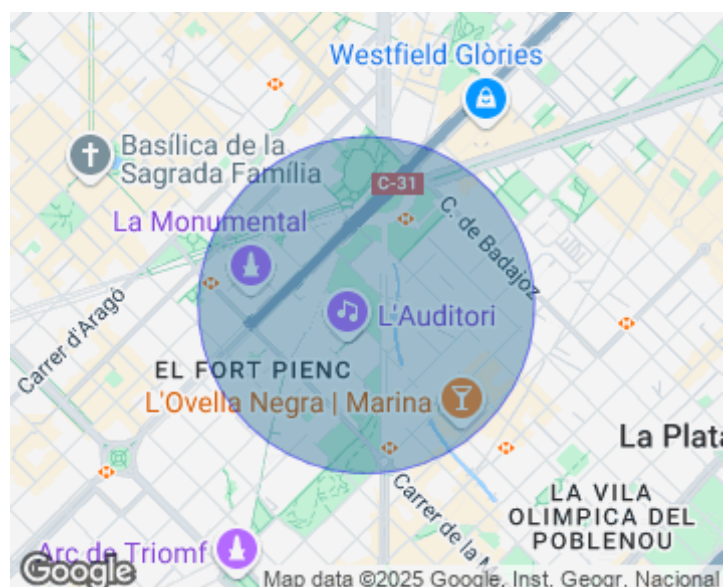 Westfield Glòries
Basílica de la
Sagrada Família
C-31
La Monumental
C. de Badajoz
L'Auditori
Carrer d'Aragó
EL FORT PIENC
L'Ovella Negra | Marina
La Plata
LA VILA
OLIMPICA DEL
POBLENOU
Carrer de la M
Arc de Triomf
Google
Map data ©2025 Google, Inst. Geogr. Nacional